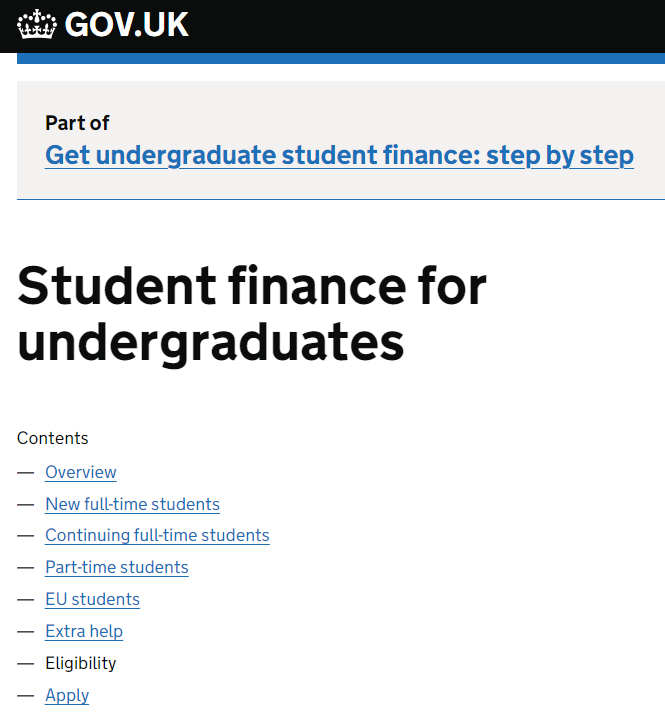 GOV.UK
Part of
Get undergraduate student finance: step by step
Student finance for
undergraduates
Contents
— Overview
— New full-time students
— Continuing full-time students
— Part-time students
— EU students
— Extra help
— Eligibility
— Apply